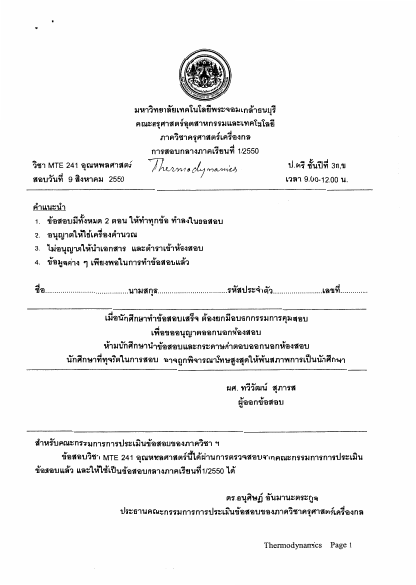 มหาวิทยาลัยเทคโนโลยีพระจอมเกล้าธนบุรี
คณะครุศาสตร์อุตสาหกรรมและเทคโนโลยี
ภาควิชาครุศาสตร์เครื่องกล
การสอบกลางภาคเรียนที่ 1/2550
วิชา MTE 241 อุณหพลศาสตร์ Thermodynamics ป.ตรี ชั้นปีที่ 3ก,ข
สอบวันที่ 9 สิงหาคม 2550 เวลา 9.00-12.00 น.
คำแนะนำ
1. ข้อสอบมีทั้งหมด 2 ตอน ให้ทำทุกข้อ ทำลงในข้อสอบ
2. อนุญาตให้ใช้เครื่องคำนวณ
3. ไม่อนุญาตให้นำเอกสาร และตำราเข้าห้องสอบ
4. ข้อมูลต่าง ๆ เพียงพอในการทำข้อสอบแล้ว
ชื่อ..............................นามสกุล..............................รหัสประจำตัว....................เลขที่............
เมื่อนักศึกษาทำข้อสอบเสร็จ ต้องยกมือบอกกรรมการคุมสอบ
เพื่อขออนุญาตออกนอกห้องสอบ
ห้ามนักศึกษานำข้อสอบและกระดาษคำตอบออกนอกห้องสอบ
นักศึกษาที่ทุจริตในการสอบ อาจถูกพิจารณาโทษสูงสุดให้พ้นสภาพการเป็นนักศึกษา
ผศ. ทวีวัฒน์ สุภารส
ผู้ออกข้อสอบ
สำหรับคณะกรรมการการประเมินข้อสอบของภาควิชา ฯ
ข้อสอบวิชา MTE 241 อุณหพลศาสตร์นี้ได้ผ่านการตรวจสอบจากคณะกรรมการการประเมิน
ข้อสอบแล้ว และให้ใช้เป็นข้อสอบกลางภาคเรียนที่1/2550 ได้
ดร.อนุศิษฏ์ อันมานะตระกูล
ประธานคณะกรรมการการประเมินข้อสอบของภาควิชาครุศาสตร์เครื่องกล
Thermodynamics Page 1